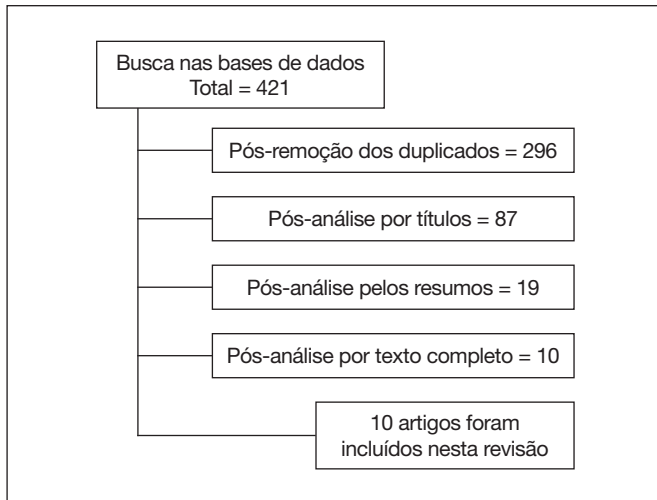 Busca nas bases de dados
Total = 421
Pós-remoção dos duplicados = 296
Pós-análise por títulos = 87
Pós-análise pelos resumos = 19
Pós-análise por texto completo = 10
10 artigos foram
incluídos nesta revisão